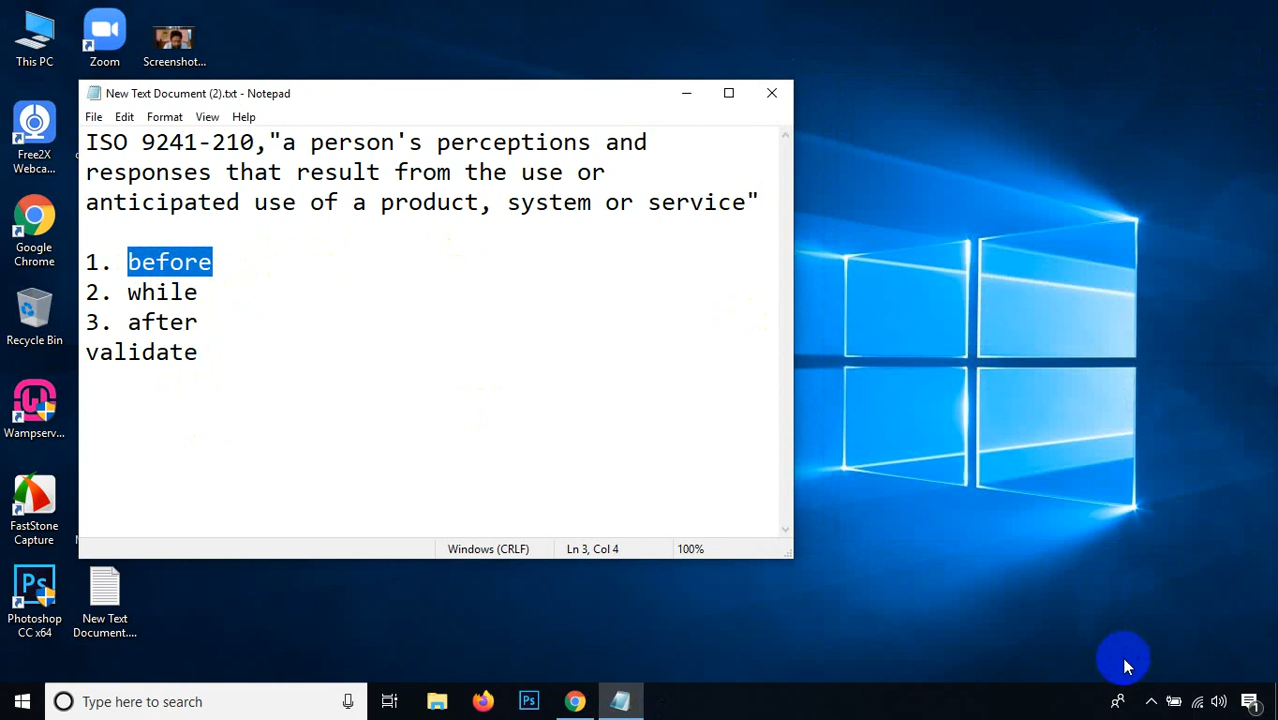 This PC
Zoom
Screenshot...
New Text Document (2).txt - Notepad
File Edit Format View Help
ISO 9241-210,"a person's perceptions and
responses that result from the use or
anticipated use of a product, system or service"
1. before
2. while
3. after
validate
Windows (CRLF) Ln 3, Col 4 100%
Free2X
Webca...
Google
Chrome
Recycle Bin
Wampserv...
FastStone
Capture
Ps
Photoshop
CC x64
New Text
Document....
Type here to search
Ps
1